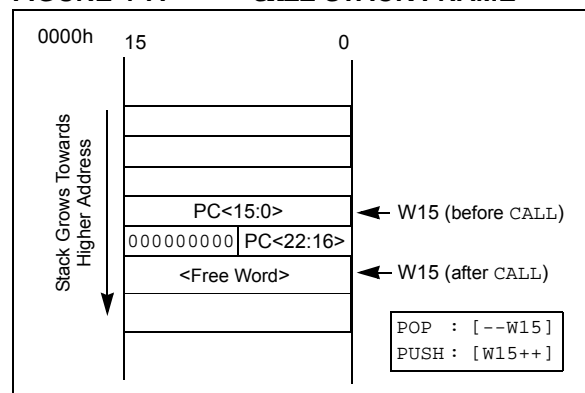 FIGURE CALL STACK FRAME
0000h 15 0
Stack Grows Towards
Higher Address
PC<15:0>
W15 (before CALL)
000000000 PC<22:16>
<Free Word>
W15 (after CALL)
POP : [--W15]
PUSH : [W15++]